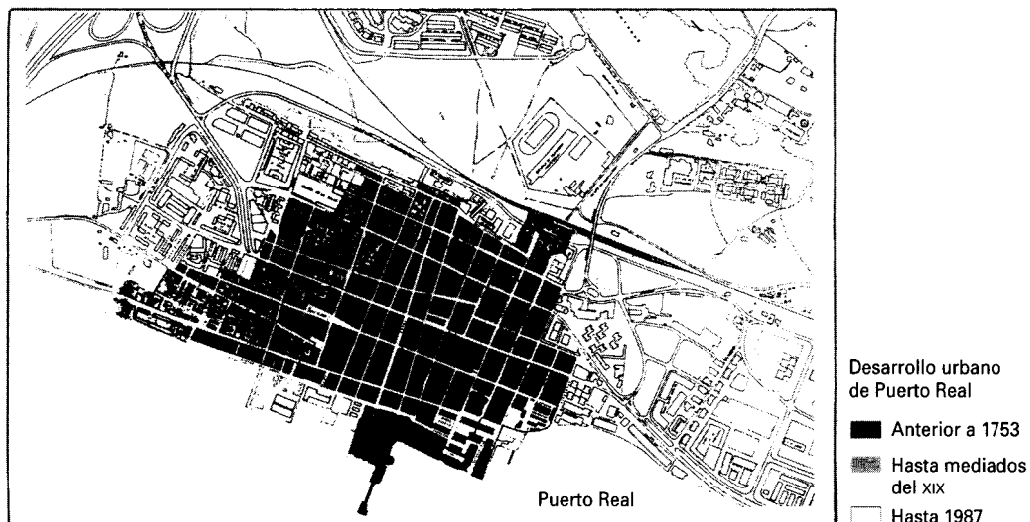 Puerto Real
Desarrollo urbano
de Puerto Real
Anterior a 1753
Hasta mediados
del XIX
Hasta 1987